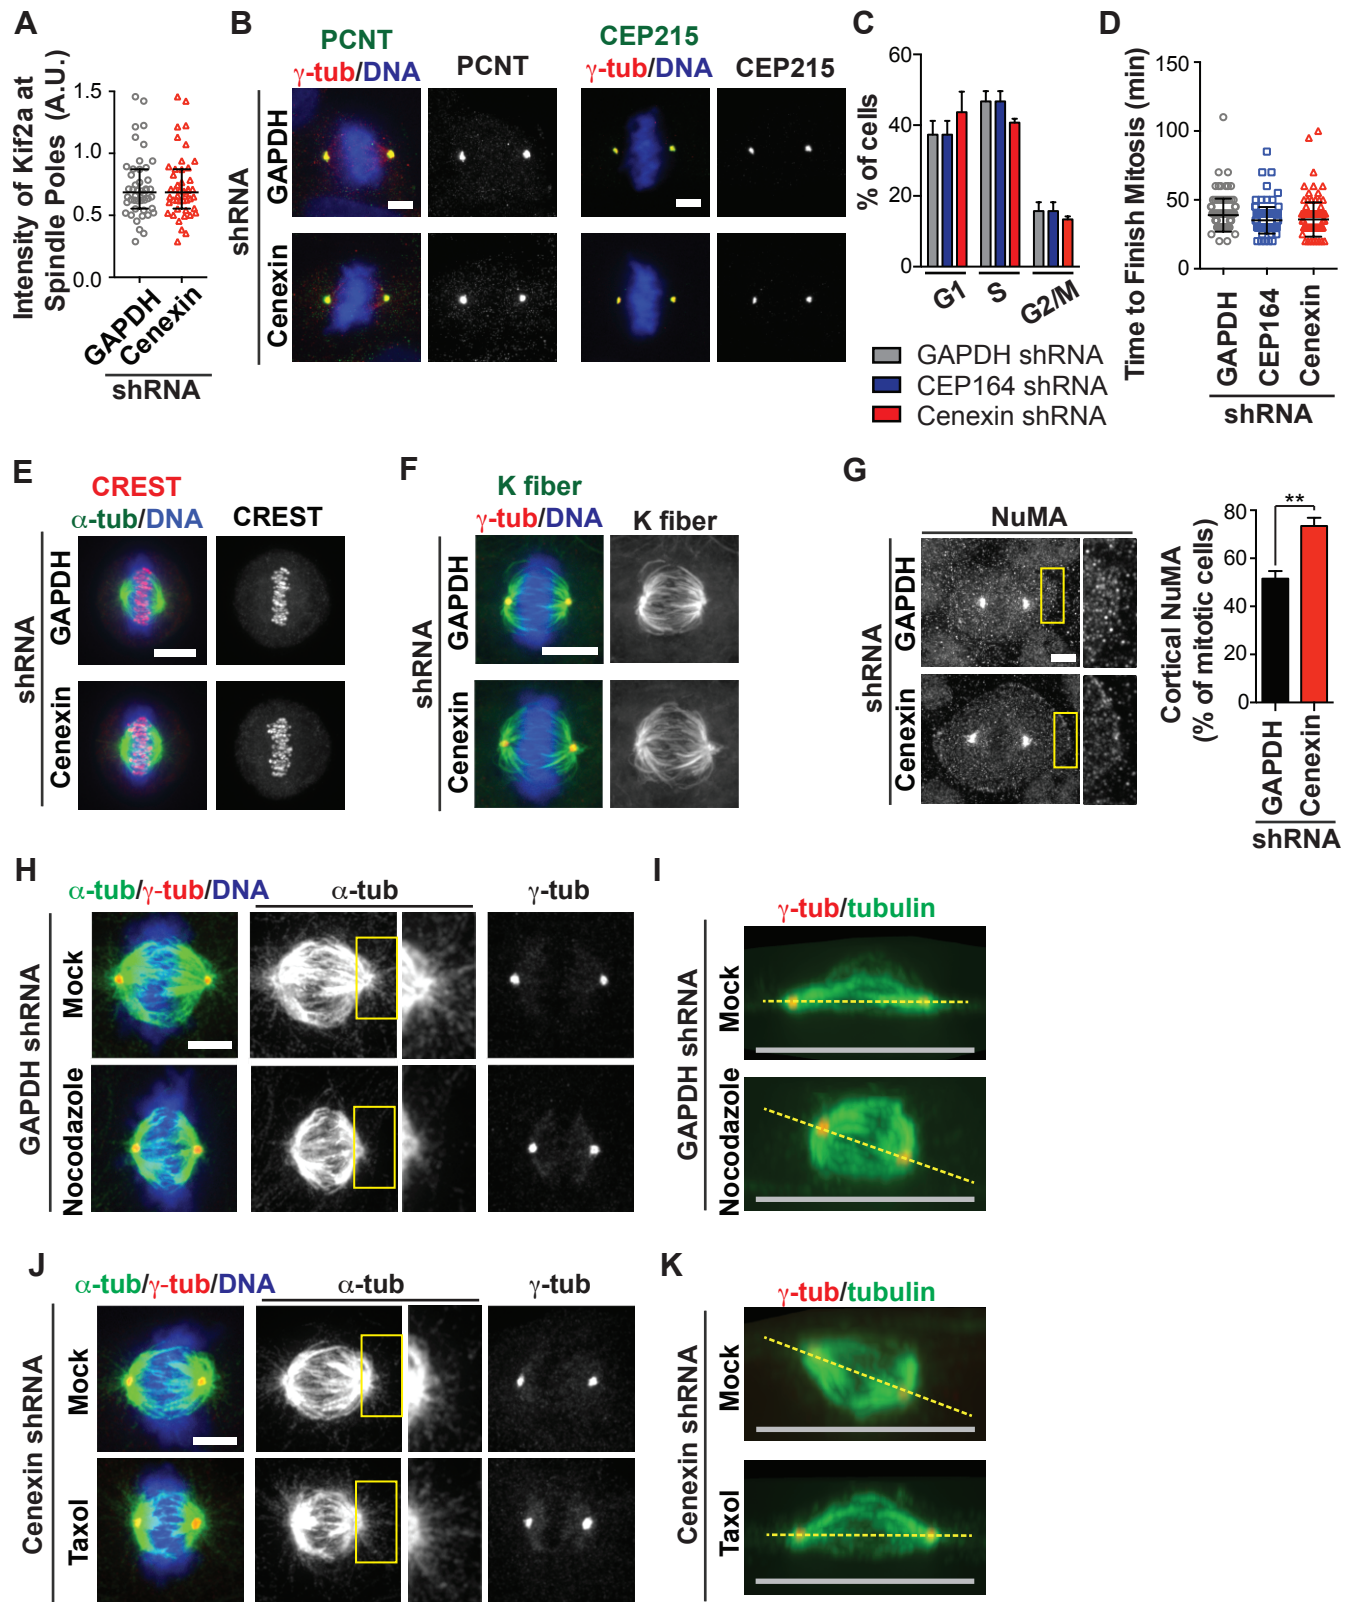 A
Intensity of Kif2a at
Spindle Poles (A.U.)
1.5
1.0
0.5
0.0
GAPDH
Cenexin
shRNA
B
PCNT
γ-tub/DNA
PCNT
CEP215
γ-tub/DNA
CEP215
shRNA
GAPDH
Cenexin
C
% of cells
60
40
20
0
G1
S
G2/M
GAPDH shRNA
CEP164 shRNA
Cenexin shRNA
D
Time to Finish Mitosis (min)
150
100
50
0
GAPDH
CEP164
Cenexin
shRNA
E
CREST
α-tub/DNA
CREST
shRNA
GAPDH
Cenexin
F
K fiber
γ-tub/DNA
K fiber
shRNA
GAPDH
Cenexin
G
NuMA
shRNA
GAPDH
Cenexin
Cortical NuMA
(% of mitotic cells)
80
60
40
20
0
**
GAPDH
Cenexin
shRNA
H
α-tub/γ-tub/DNA
α-tub
γ-tub
GAPDH shRNA
Mock
Nocodazole
I
γ-tub/tubulin
GAPDH shRNA
Mock
Nocodazole
J
α-tub/γ-tub/DNA
α-tub
γ-tub
Cenexin shRNA
Mock
Taxol
K
γ-tub/tubulin
Cenexin shRNA
Mock
Taxol